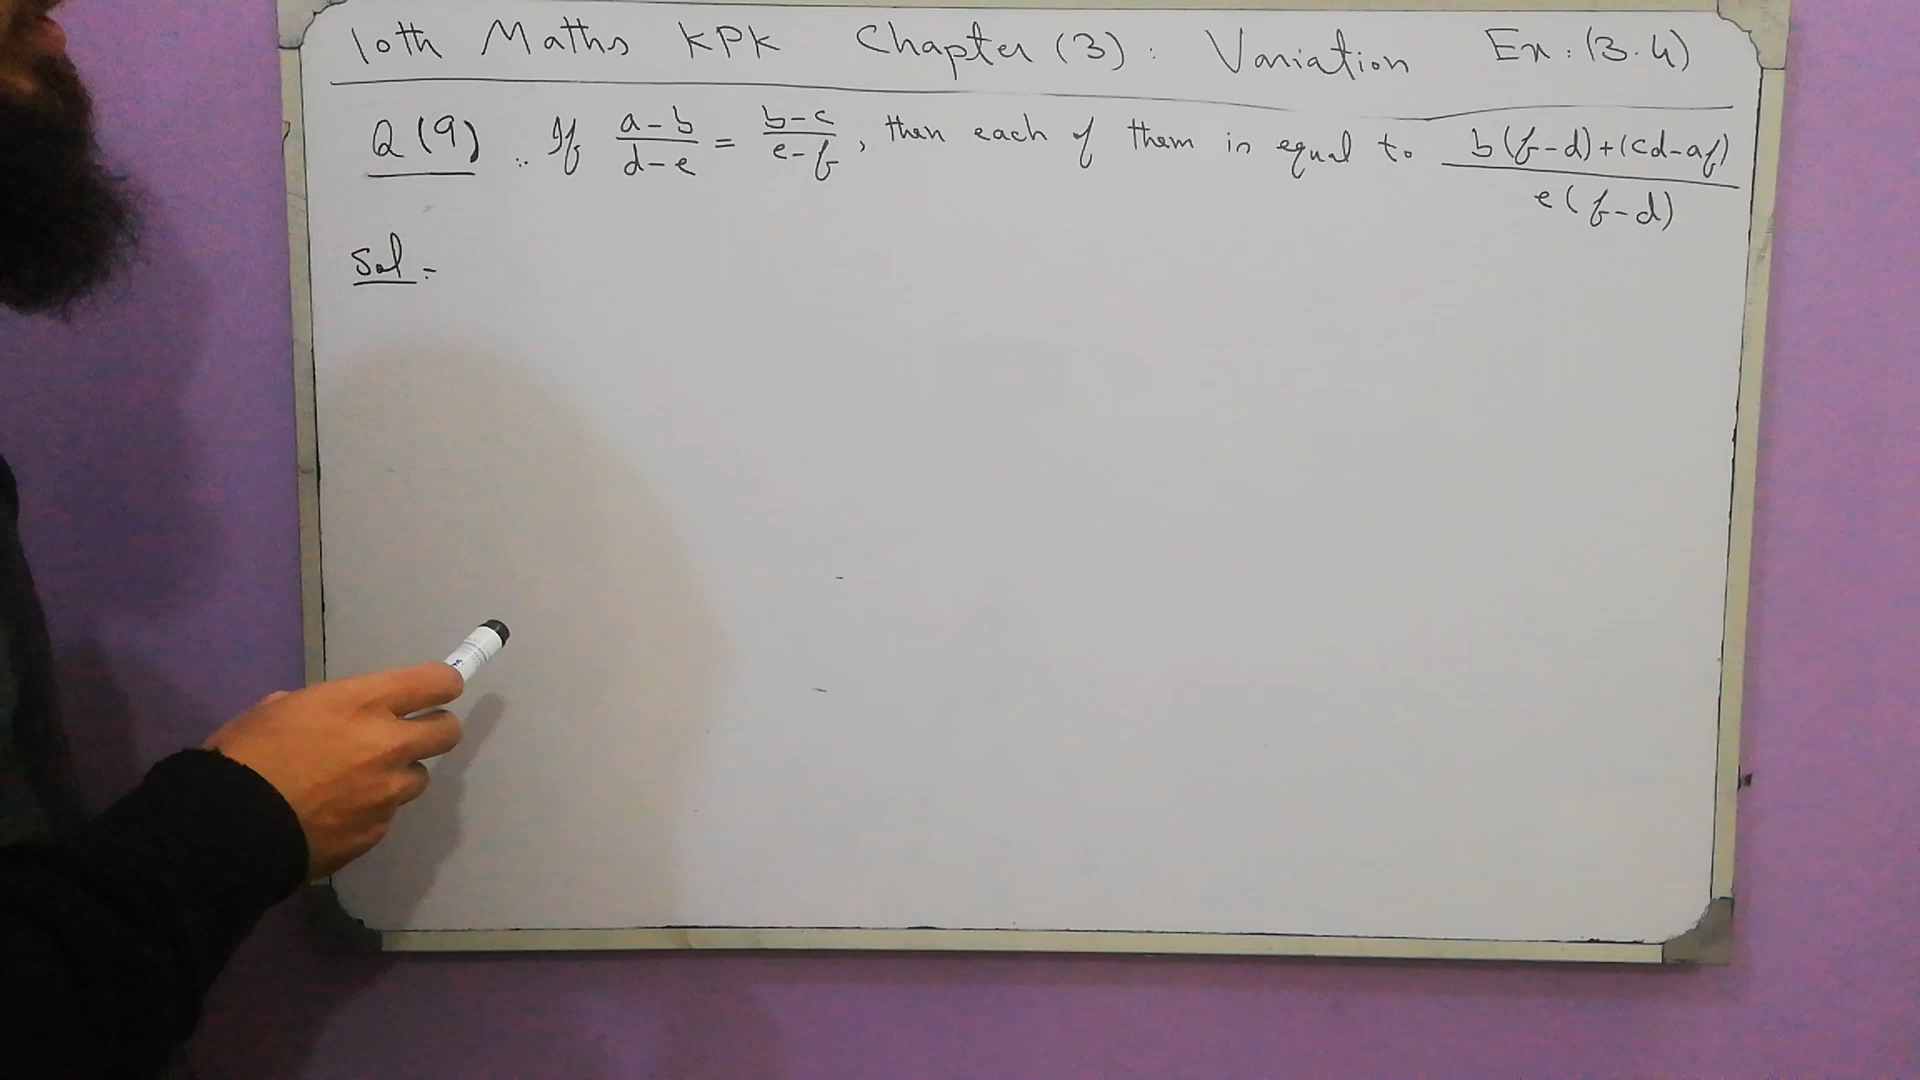 10th Maths KPK Chapter (3): Variation Ex: (3.4)
Q(9) :. If (a-b)/(d-e) = (b-c)/(e-f), then each of them is equal to (b(f-d)+(cd-af))/(e(f-d))
Sol:-